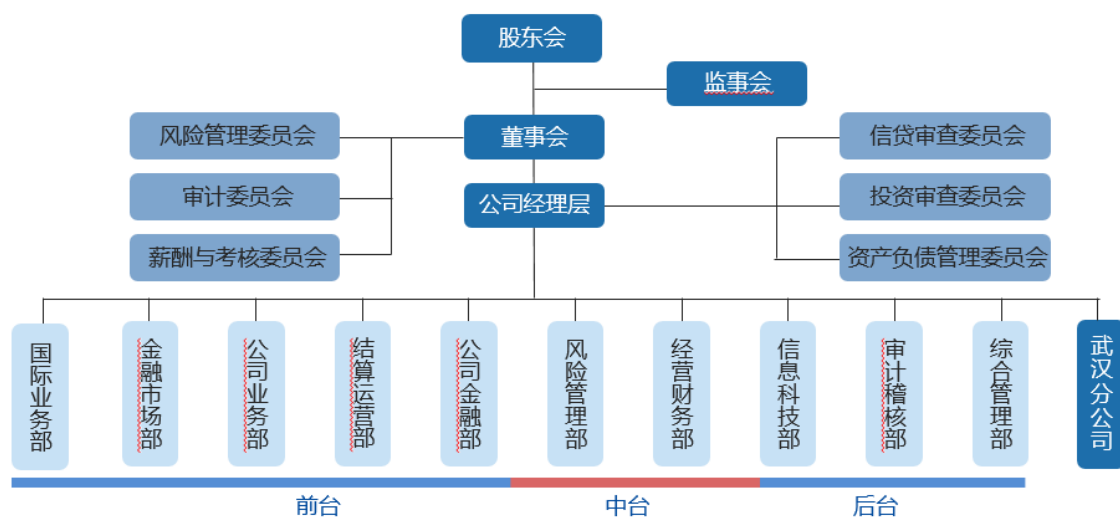 股东会
监事会
风险管理委员会
董事会
信贷审查委员会
审计委员会
公司经理层
投资审查委员会
薪酬与考核委员会
资产负债管理委员会
国际业务部
金融市场部
公司业务部
结算运营部
公司金融部
风险管理部
经营财务部
信息科技部
审计稽核部
综合管理部
武汉分公司
前台
中台
后台